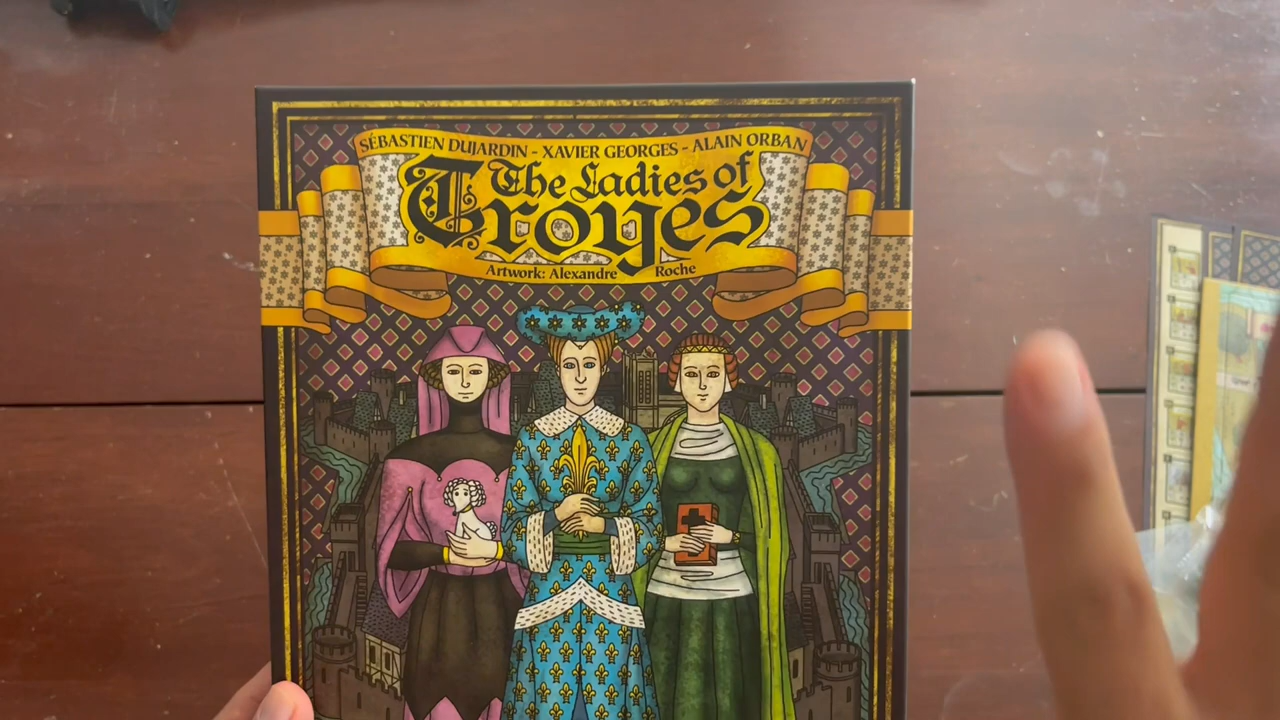 SÉBASTIEN DUJARDIN - XAVIER GEORGES - ALAIN ORBAN
The Ladies of
Troyes
Artwork: Alexandre Roche